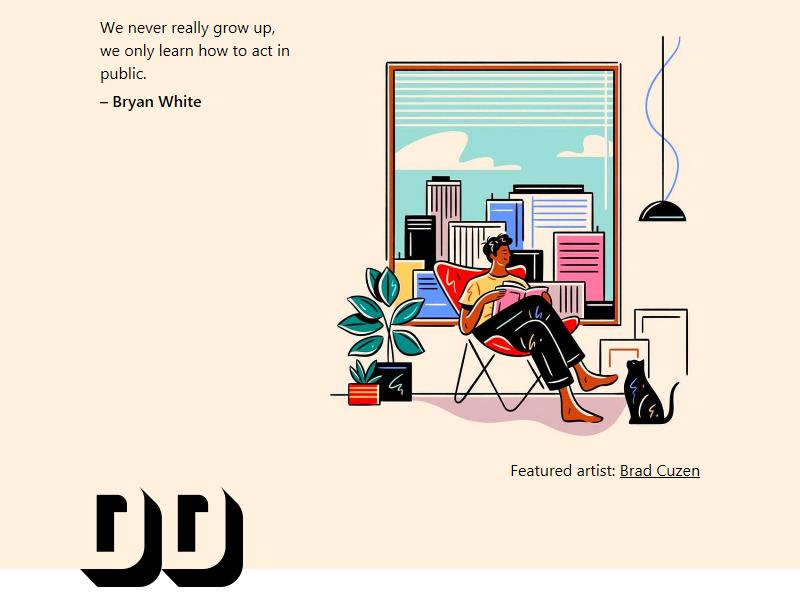 We never really grow up,
we only learn how to act in
public.
– Bryan White
Featured artist: Brad Cuzen